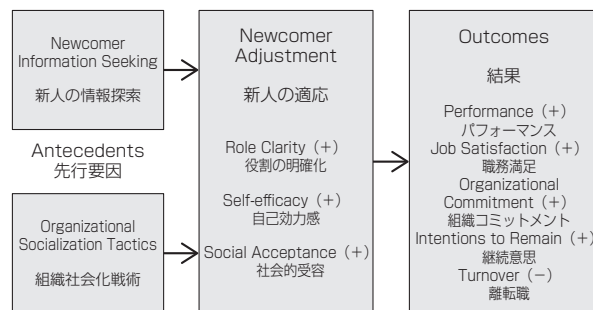 Newcomer
Information Seeking
新人の情報探索
Antecedents
先行要因
Organizational
Socialization Tactics
組織社会化戦術
Newcomer
Adjustment
新人の適応
Role Clarity（+）
役割の明確化
Self-efficacy（+）
自己効力感
Social Acceptance（+）
社会的受容
Outcomes
結果
Performance（+）
パフォーマンス
Job Satisfaction（+）
職務満足
Organizational
Commitment（+）
組織コミットメント
Intentions to Remain（+）
継続意思
Turnover（−）
離転職